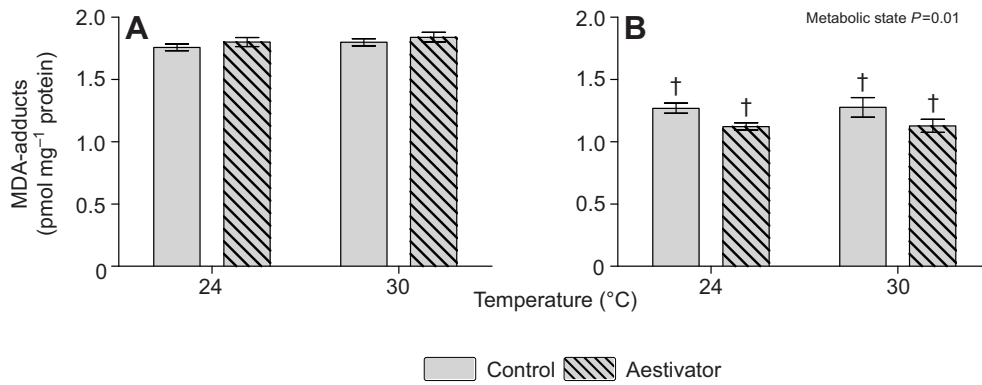 MDA-adducts
(pmol mg⁻¹ protein)
A
2.0
1.5
1.0
0.5
0
24
30
B
Metabolic state P=0.01
2.0
1.5
1.0
0.5
0
†
†
†
†
24
30
Temperature (°C)
Control
Aestivator